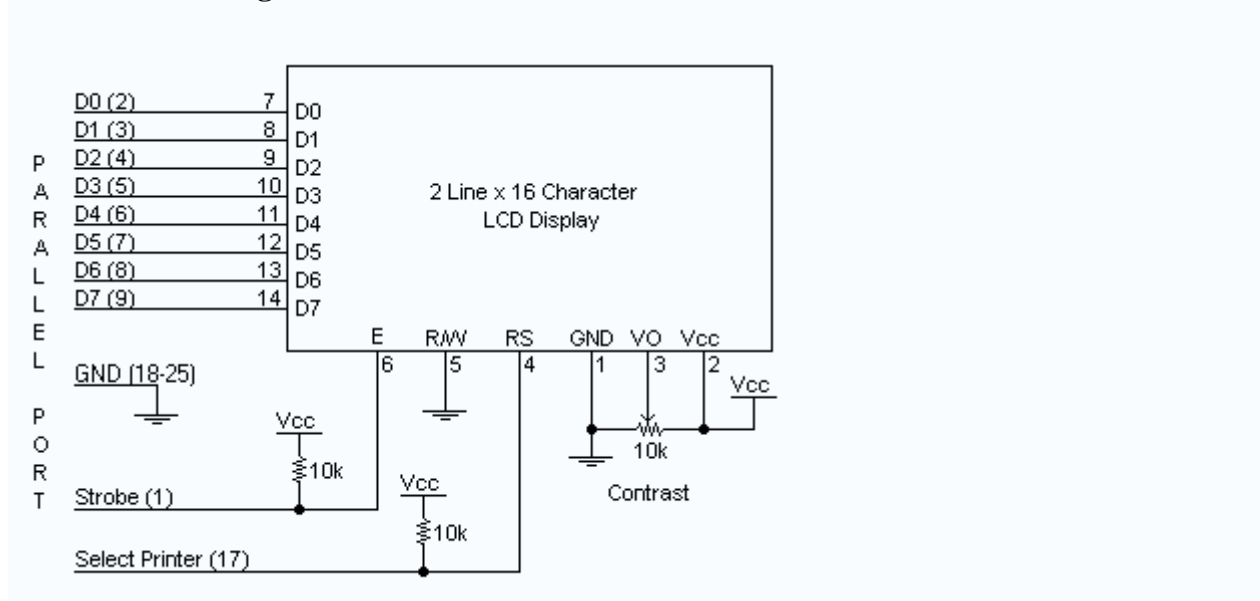 D0 (2) 7 D0
D1 (3) 8 D1
D2 (4) 9 D2
D3 (5) 10 D3
D4 (6) 11 D4
D5 (7) 12 D5
D6 (8) 13 D6
D7 (9) 14 D7
2 Line x 16 Character
LCD Display
E R/W RS GND VO Vcc
6 5 4 1 3 2
PARALLEL PORT
GND (18-25)
Vcc
Vcc
10k
10k
Contrast
Strobe (1)
Vcc
10k
Select Printer (17)